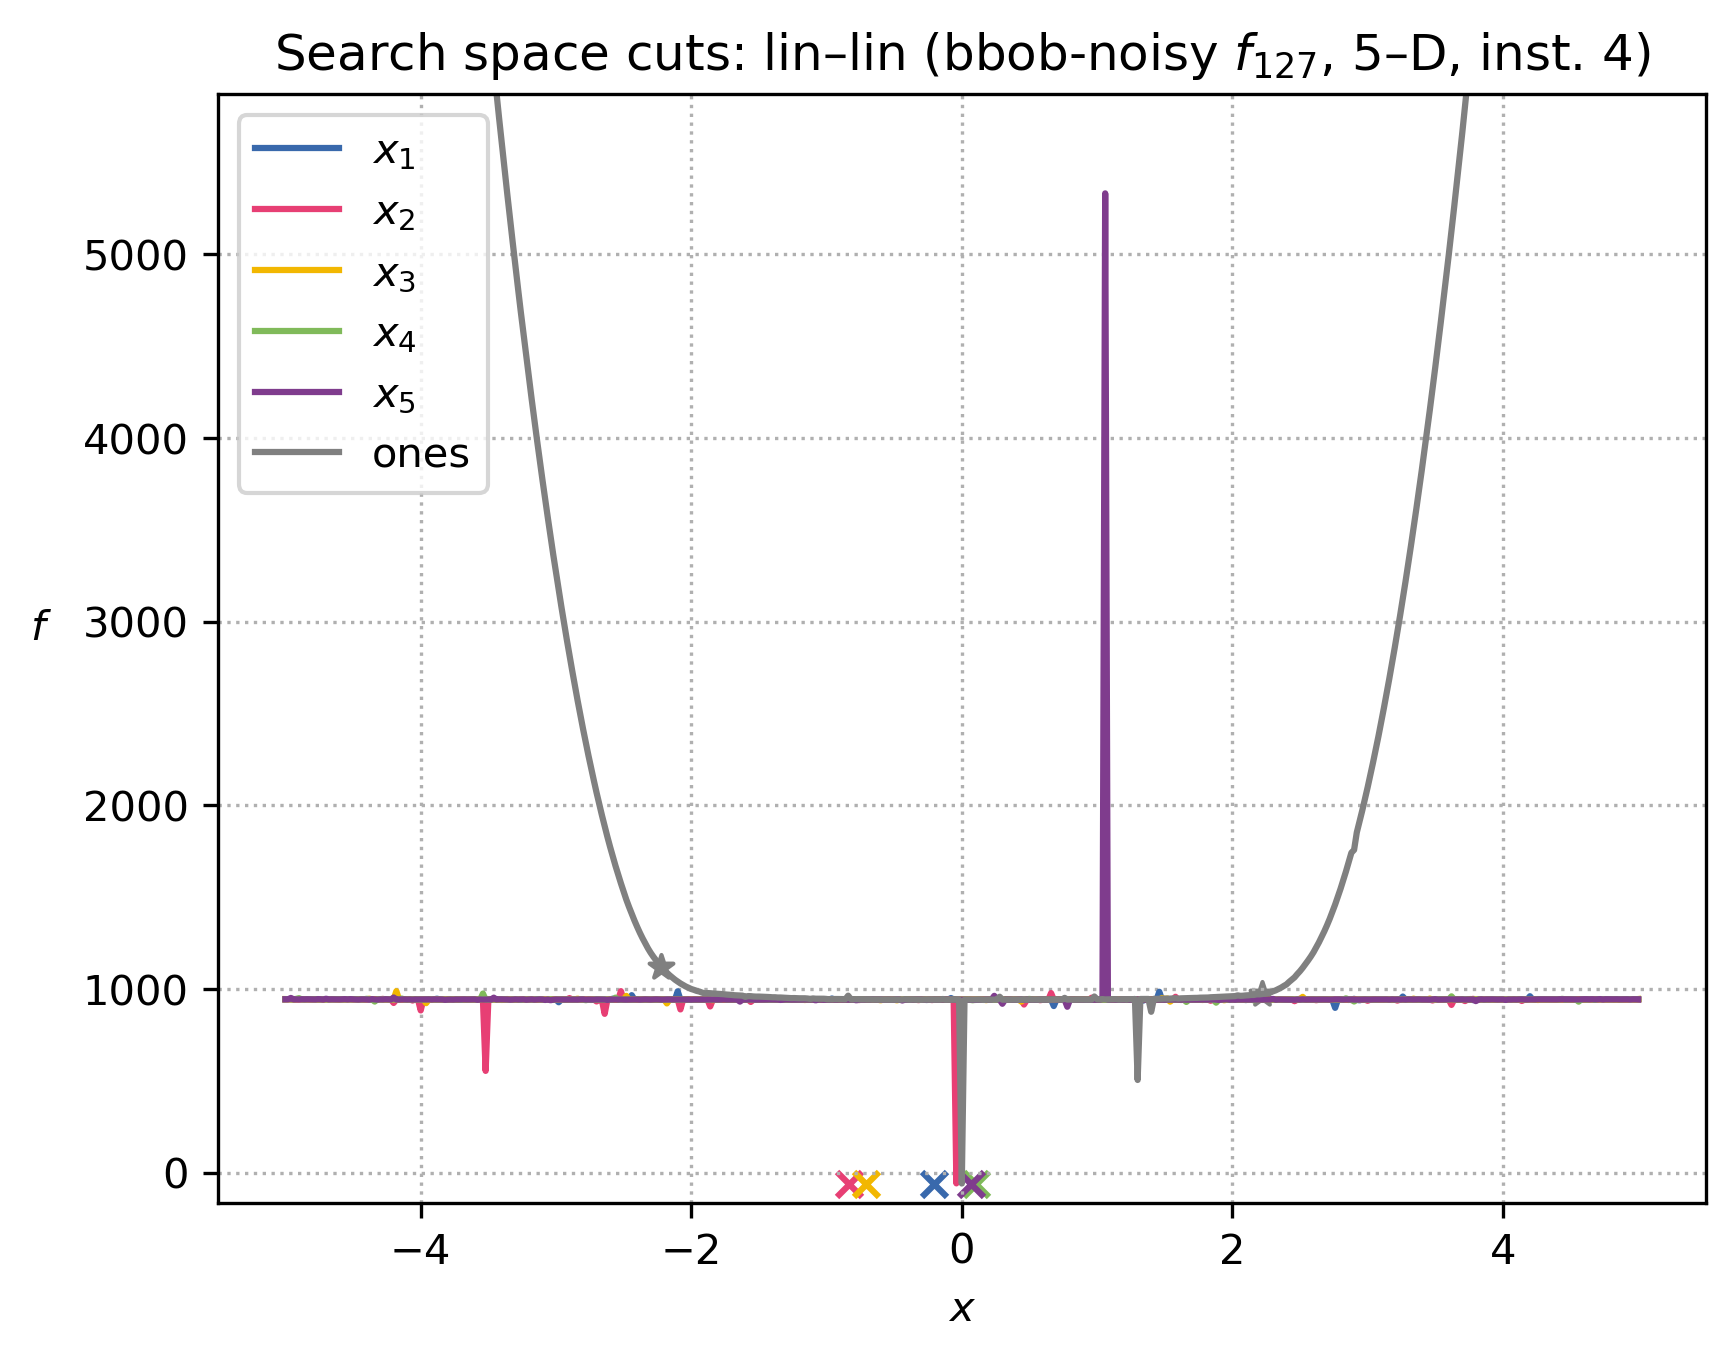 Search space cuts: lin–lin (bbob-noisy f₁₂₇, 5–D, inst. 4)
x₁
x₂
x₃
x₄
x₅
ones
5000
4000
3000
2000
1000
0
f
−4
−2
0
2
4
x